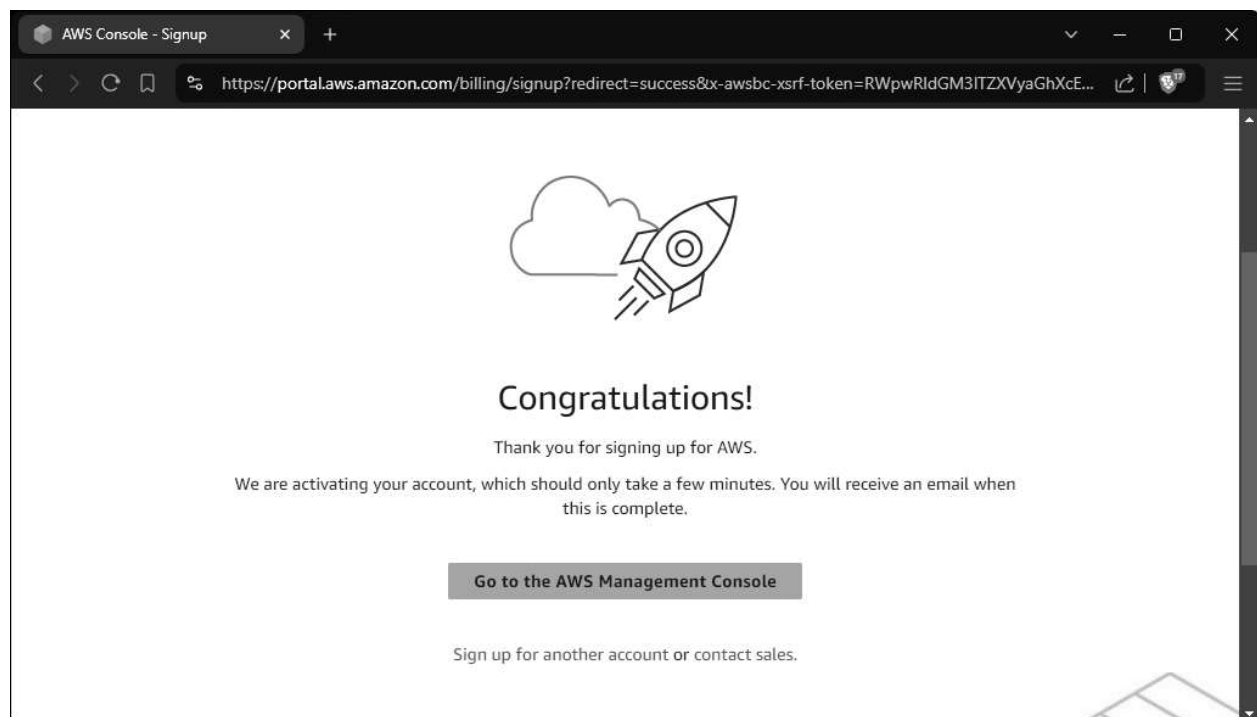 AWS Console - Signup
https://portal.aws.amazon.com/billing/signup?redirect=success&x-awsbc-xsrf-token=RWpwRldGM3lTZXVyaGhXcE...
17
Congratulations!
Thank you for signing up for AWS.
We are activating your account, which should only take a few minutes. You will receive an email when
this is complete.
Go to the AWS Management Console
Sign up for another account or contact sales.